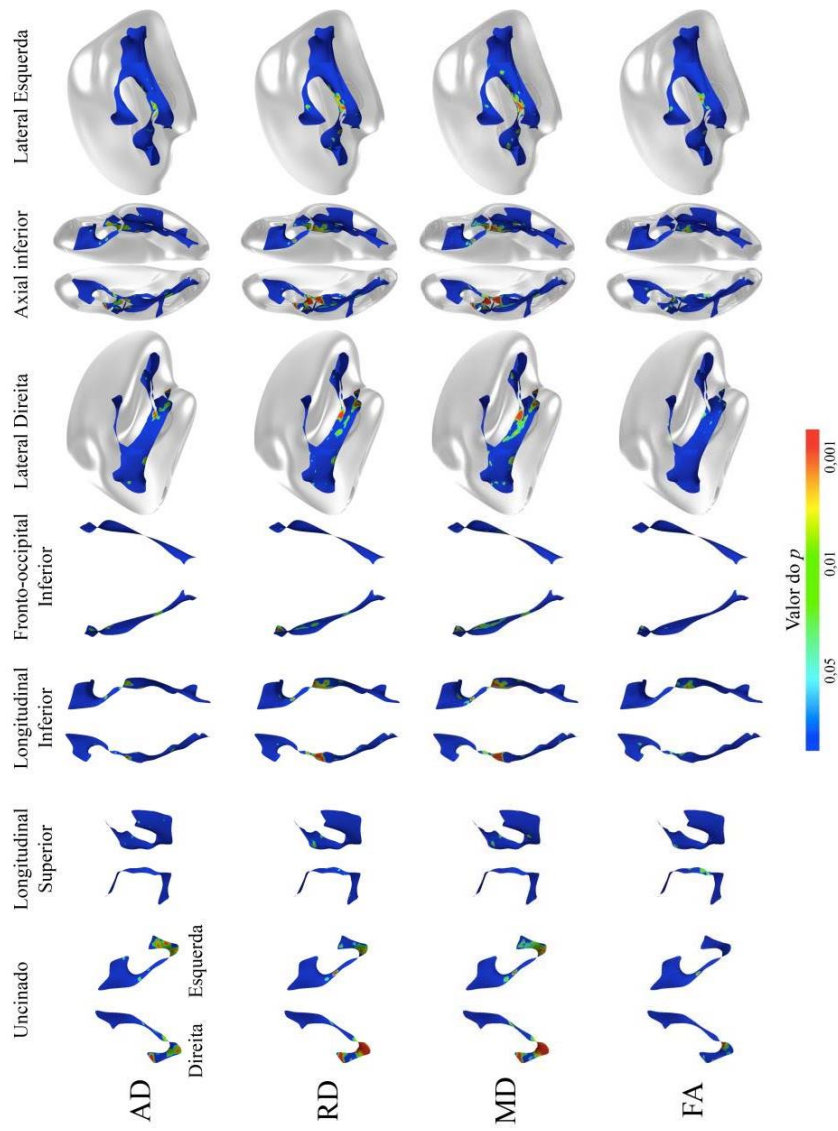 Uncinado
Longitudinal
Superior
Longitudinal
Inferior
Fronto-occipital
Inferior
Lateral Direita
Axial inferior
Lateral Esquerda
AD
Direita
Esquerda
RD
MD
FA
Valor do p
0,05
0,01
0,001